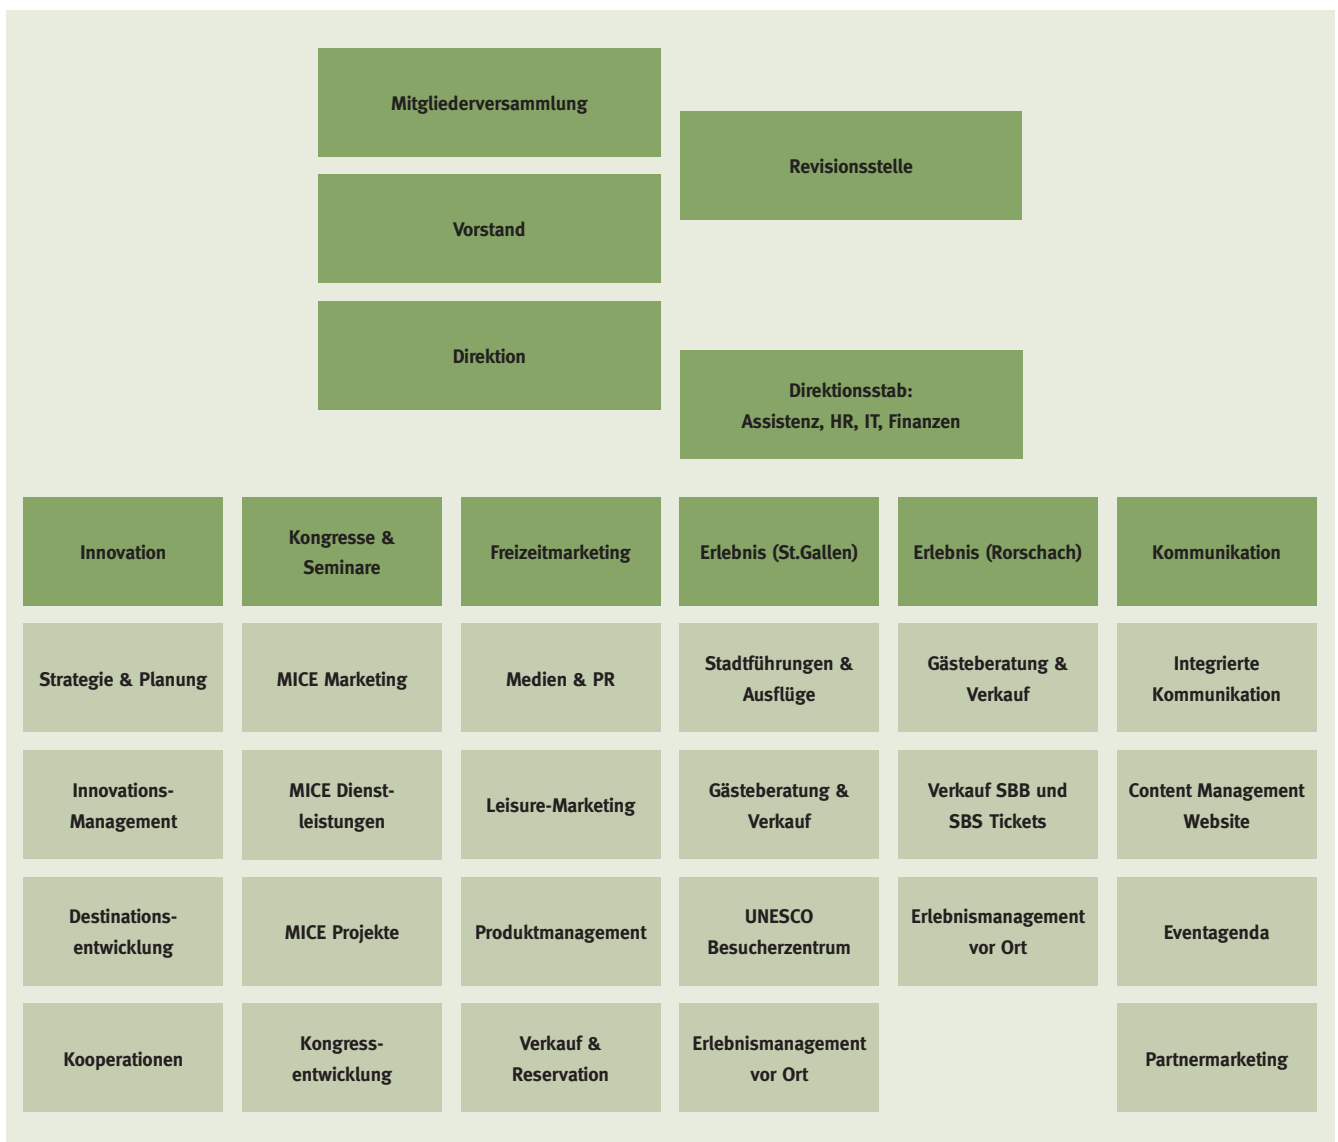 Mitgliederversammlung
Revisionsstelle
Vorstand
Direktion
Direktionsstab:
Assistenz, HR, IT, Finanzen
Innovation
Kongresse &
Seminare
Freizeitmarketing
Erlebnis (St.Gallen)
Erlebnis (Rorschach)
Kommunikation
Strategie & Planung
MICE Marketing
Medien & PR
Stadtführungen &
Ausflüge
Gästeberatung &
Verkauf
Integrierte
Kommunikation
Innovations-
Management
MICE Dienst-
leistungen
Leisure-Marketing
Gästeberatung &
Verkauf
Verkauf SBB und
SBS Tickets
Content Management
Website
Destinations-
entwicklung
MICE Projekte
Produktmanagement
UNESCO
Besucherzentrum
Erlebnismanagement
vor Ort
Eventagenda
Kooperationen
Kongress-
entwicklung
Verkauf &
Reservation
Erlebnismanagement
vor Ort
Partnermarketing